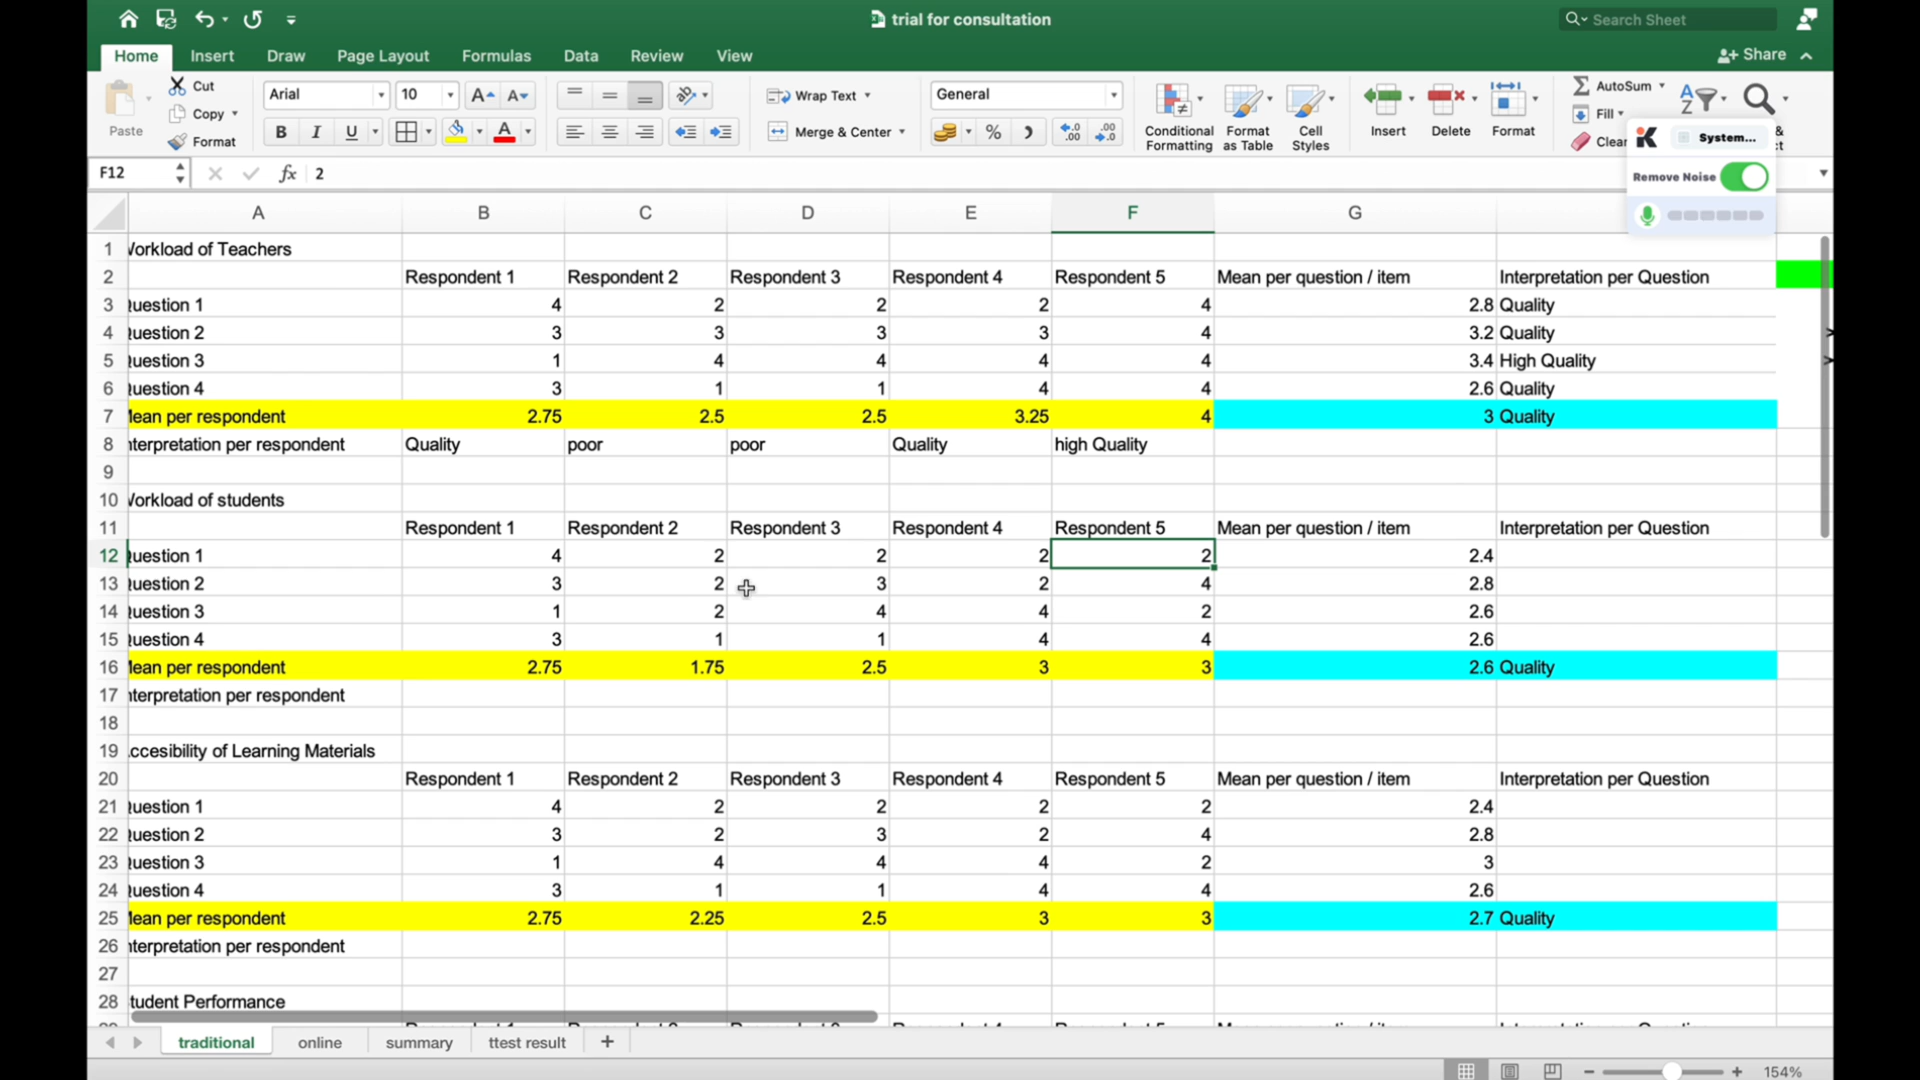 trial for consultation
Search Sheet
Home Insert Draw Page Layout Formulas Data Review View
Share
Paste
Cut
Copy
Format
Arial 10
B I U
Wrap Text
Merge & Center
General
Conditional Formatting
Format as Table
Cell Styles
Insert
Delete
Format
AutoSum
Fill
Clear
System...
Remove Noise
F12 fx 2
A B C D E F G
1 Vorkload of Teachers
2 Respondent 1 Respondent 2 Respondent 3 Respondent 4 Respondent 5 Mean per question / item Interpretation per Question
3 uestion 1 4 2 2 2 4 2.8 Quality
4 uestion 2 3 3 3 3 4 3.2 Quality
5 uestion 3 1 4 4 4 4 3.4 High Quality
6 uestion 4 3 1 1 4 4 2.6 Quality
7 lean per respondent 2.75 2.5 2.5 3.25 4 3 Quality
8 nterpretation per respondent Quality poor poor Quality high Quality
9
10 Vorkload of students
11 Respondent 1 Respondent 2 Respondent 3 Respondent 4 Respondent 5 Mean per question / item Interpretation per Question
12 uestion 1 4 2 2 2 2 2.4
13 uestion 2 3 2 3 2 4 2.8
14 uestion 3 1 2 4 4 2 2.6
15 uestion 4 3 1 1 4 4 2.6
16 lean per respondent 2.75 1.75 2.5 3 3 2.6 Quality
17 nterpretation per respondent
18
19 ccesibility of Learning Materials
20 Respondent 1 Respondent 2 Respondent 3 Respondent 4 Respondent 5 Mean per question / item Interpretation per Question
21 uestion 1 4 2 2 2 2 2.4
22 uestion 2 3 2 3 2 4 2.8
23 uestion 3 1 4 4 4 2 3
24 uestion 4 3 1 1 4 4 2.6
25 lean per respondent 2.75 2.25 2.5 3 3 2.7 Quality
26 nterpretation per respondent
27
28 tudent Performance
traditional online summary ttest result +
154%